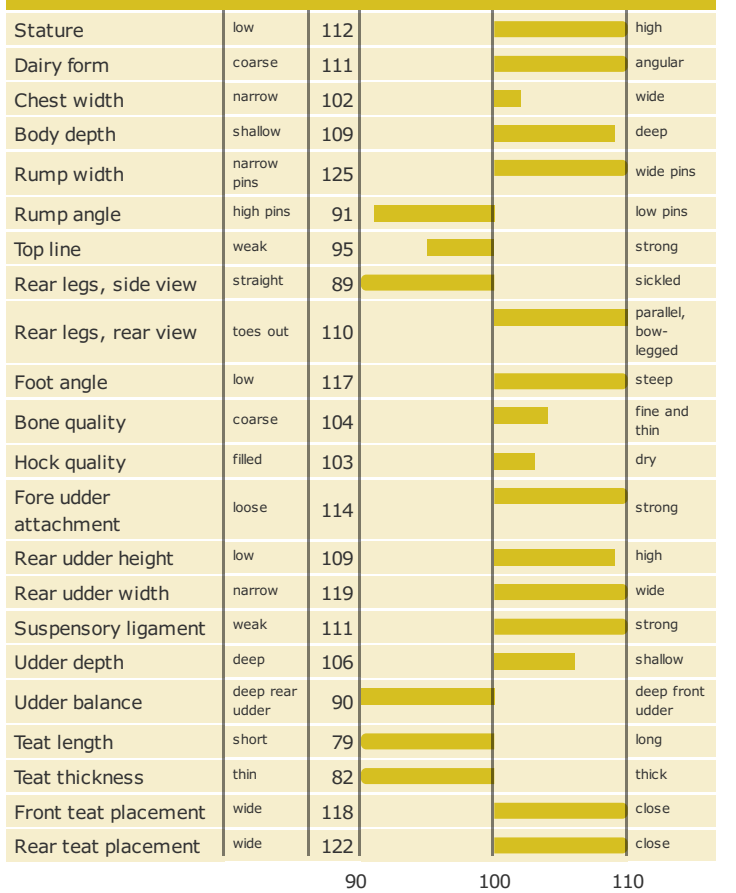 Stature low 112 high
Dairy form coarse 111 angular
Chest width narrow 102 wide
Body depth shallow 109 deep
Rump width narrow pins 125 wide pins
Rump angle high pins 91 low pins
Top line weak 95 strong
Rear legs, side view straight 89 sickled
Rear legs, rear view toes out 110 parallel, bow-legged
Foot angle low 117 steep
Bone quality coarse 104 fine and thin
Hock quality filled 103 dry
Fore udder attachment loose 114 strong
Rear udder height low 109 high
Rear udder width narrow 119 wide
Suspensory ligament weak 111 strong
Udder depth deep 106 shallow
Udder balance deep rear udder 90 deep front udder
Teat length short 79 long
Teat thickness thin 82 thick
Front teat placement wide 118 close
Rear teat placement wide 122 close
90 100 110